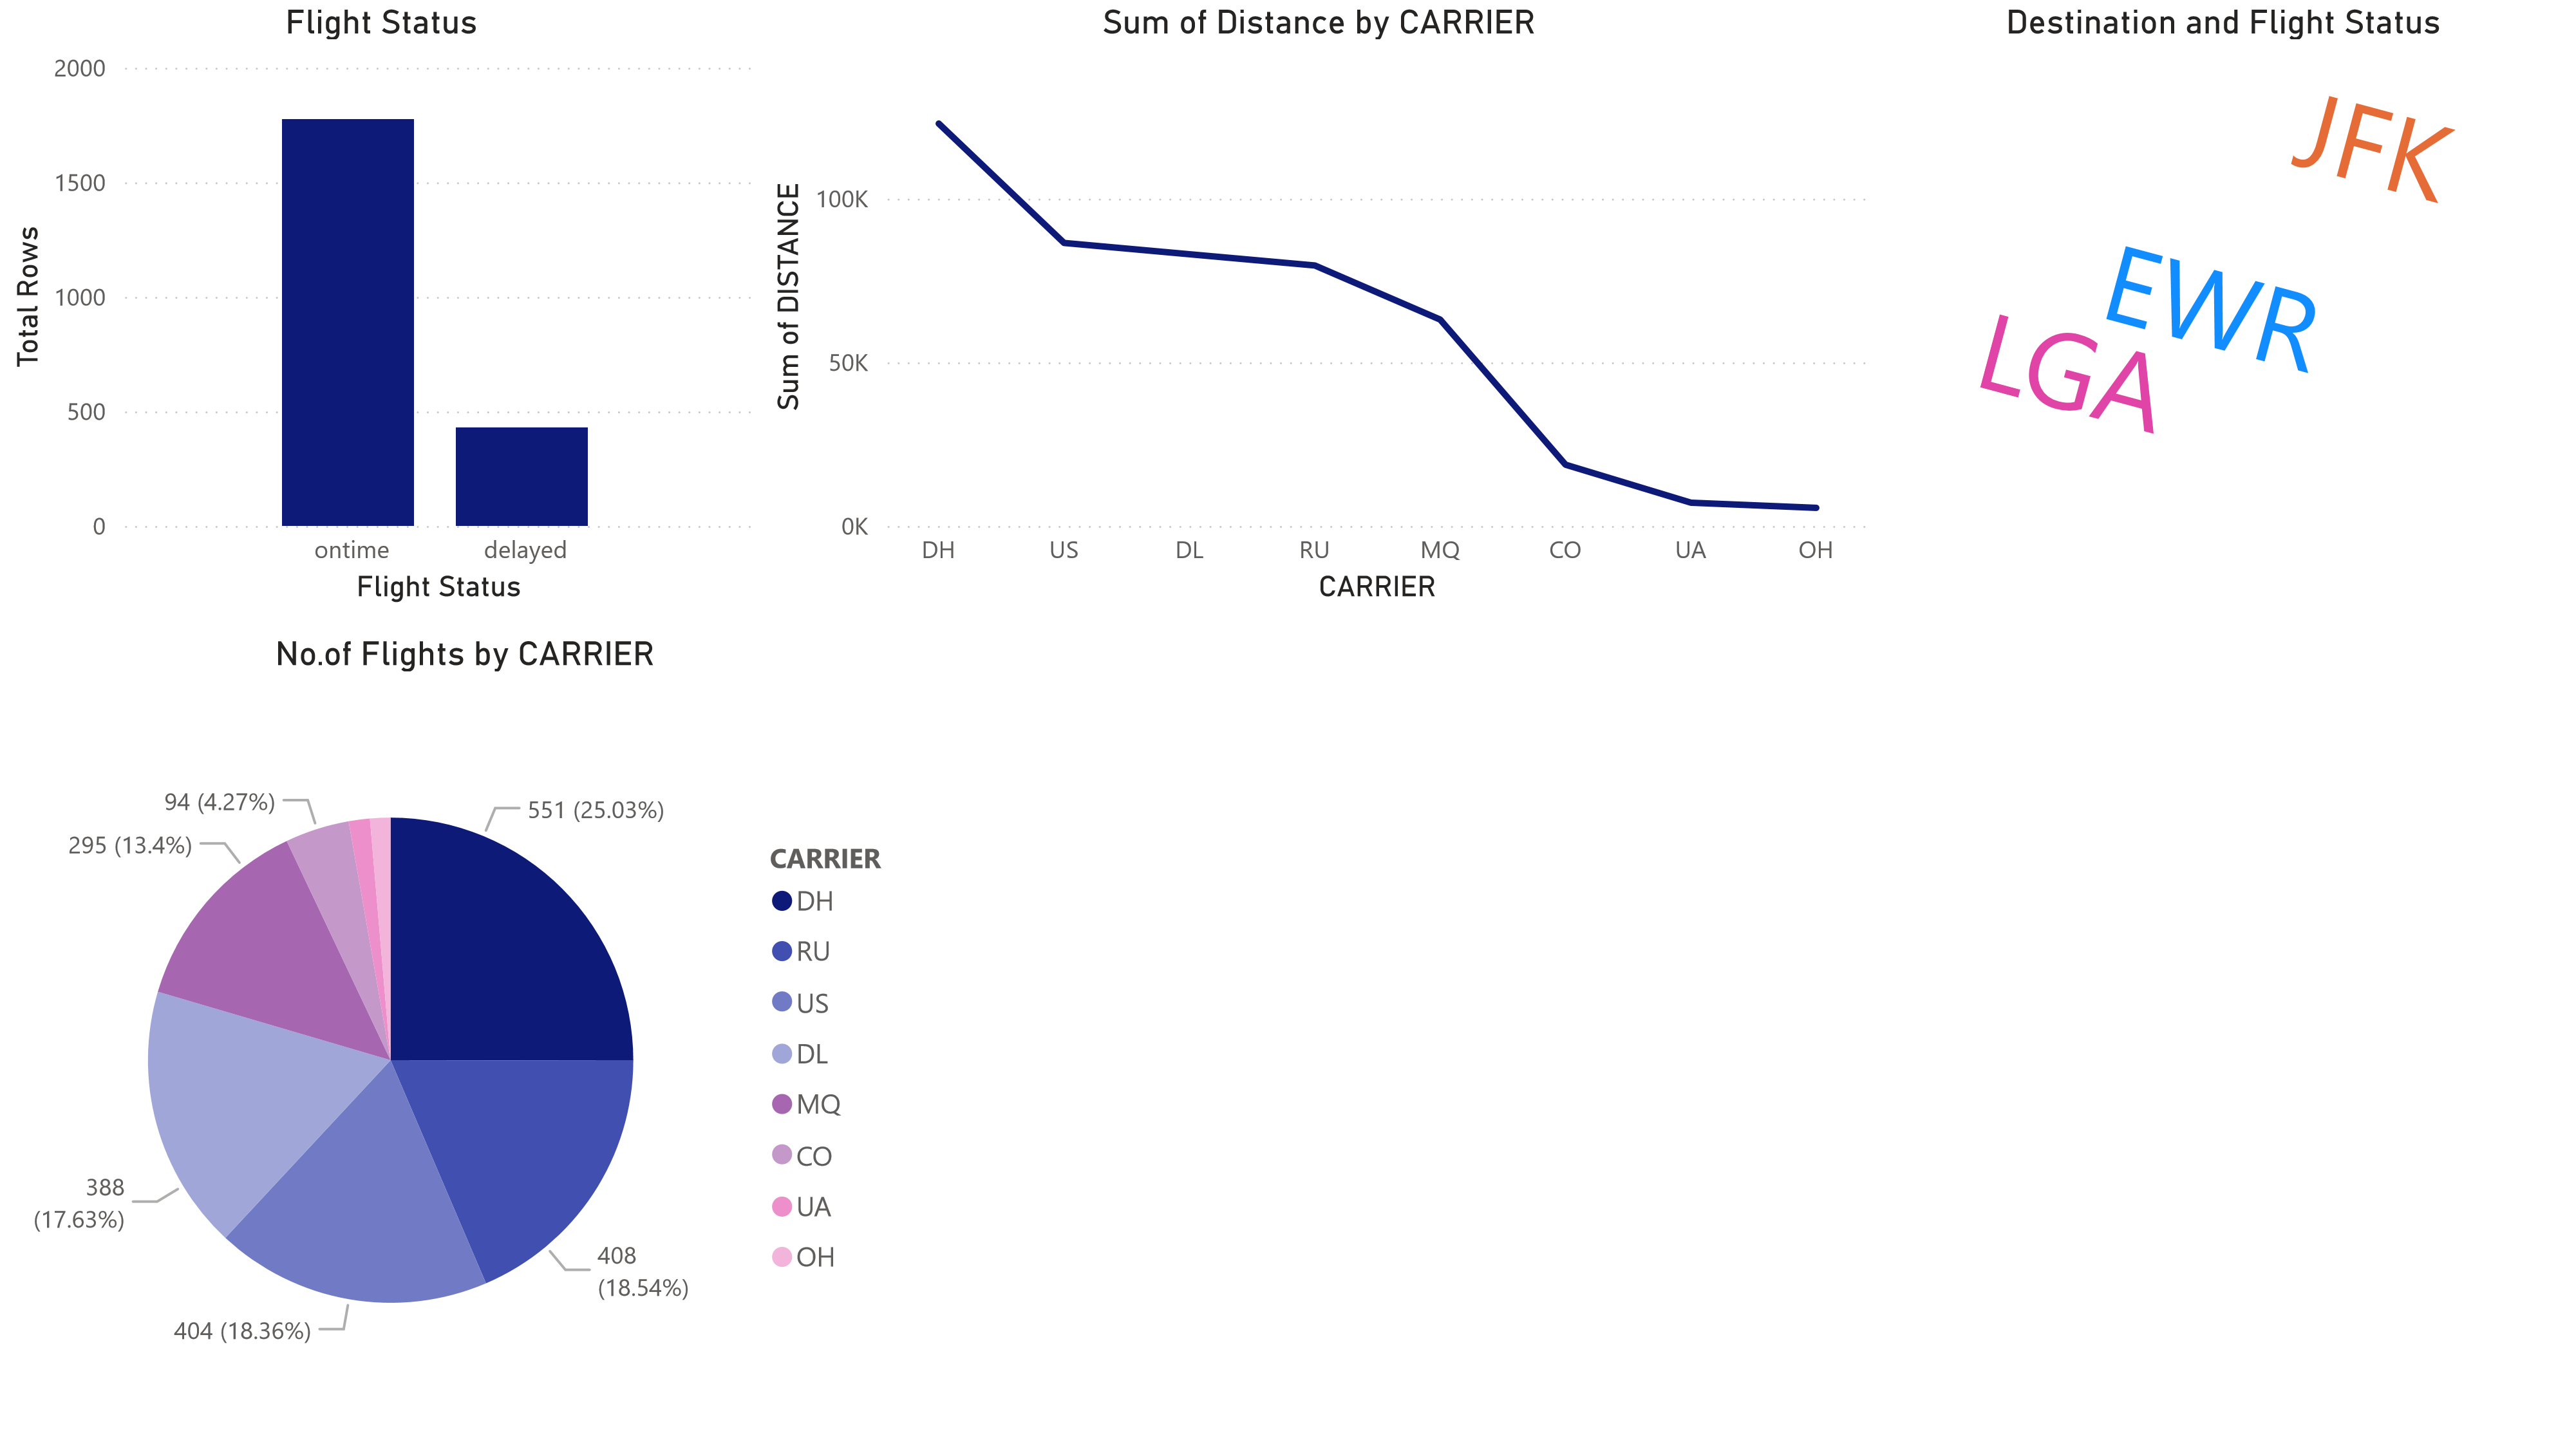 Flight Status
2000
1500
1000
500
0
Total Rows
ontime delayed
Flight Status
Sum of Distance by CARRIER
100K
50K
0K
Sum of DISTANCE
DH US DL RU MQ CO UA OH
CARRIER
Destination and Flight Status
JFK
EWR
LGA
No.of Flights by CARRIER
94 (4.27%)
551 (25.03%)
295 (13.4%)
388
(17.63%)
408
(18.54%)
404 (18.36%)
CARRIER
DH
RU
US
DL
MQ
CO
UA
OH